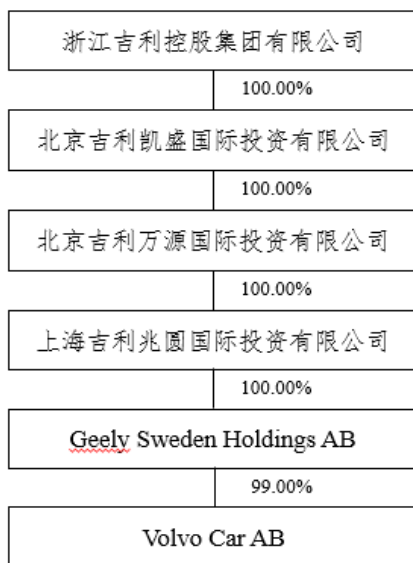 浙江吉利控股集团有限公司
100.00%
北京吉利凯盛国际投资有限公司
100.00%
北京吉利万源国际投资有限公司
100.00%
上海吉利兆圆国际投资有限公司
100.00%
Geely Sweden Holdings AB
99.00%
Volvo Car AB